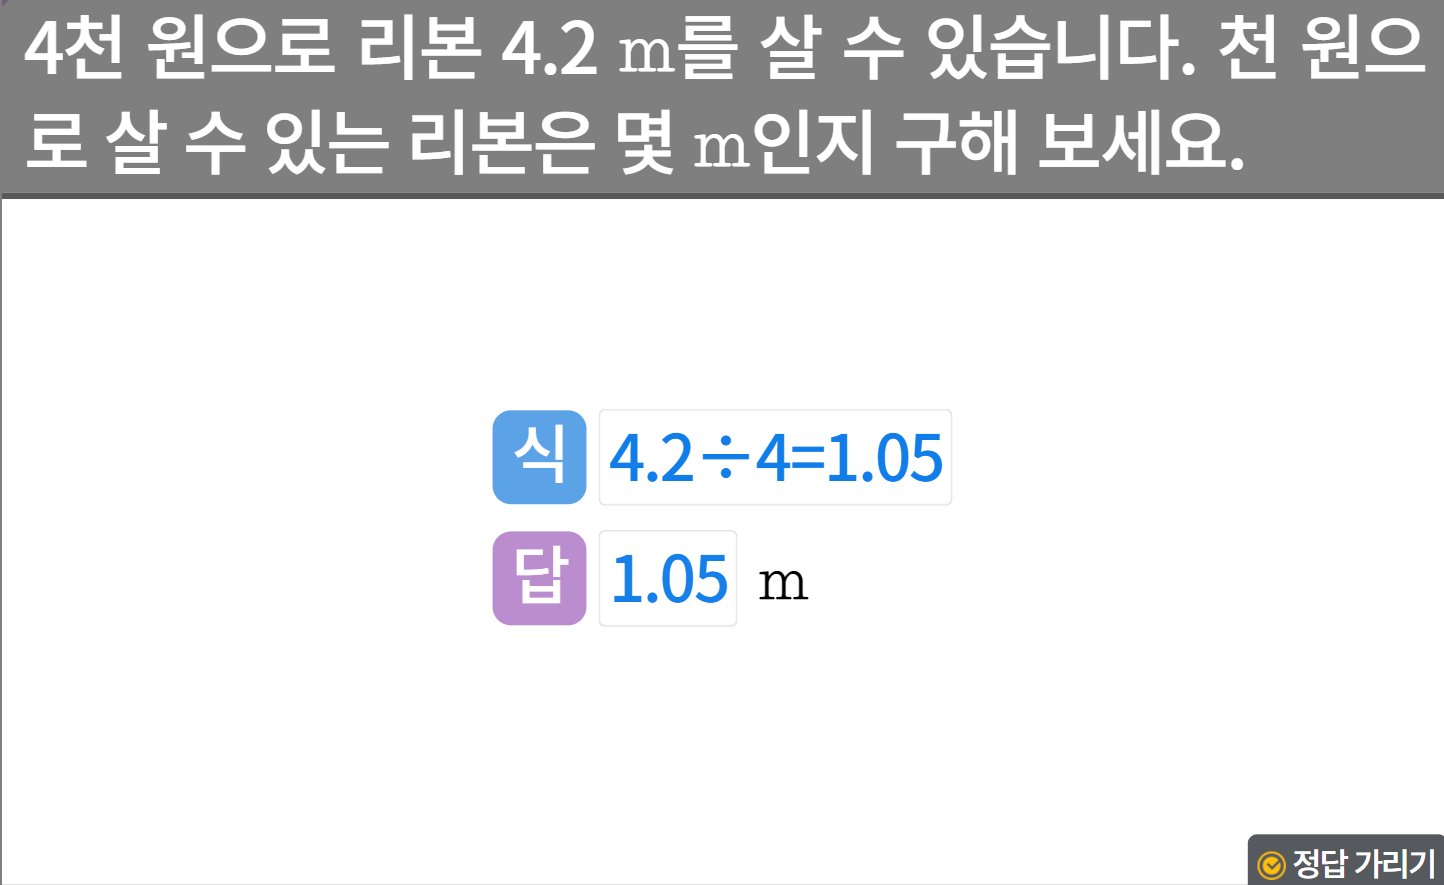 4천 원으로 리본 4.2 m를 살 수 있습니다. 천 원으
로 살 수 있는 리본은 몇 m인지 구해 보세요.
식 4.2÷4=1.05
답 1.05 m
정답 가리기